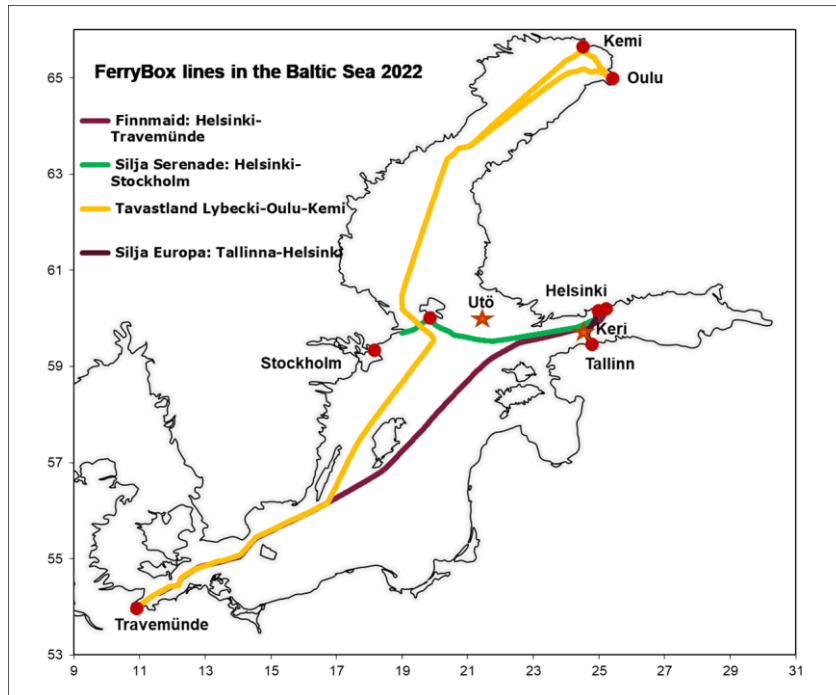 FerryBox lines in the Baltic Sea 2022
Finnmaid: Helsinki-
Travemünde
Silja Serenade: Helsinki-
Stockholm
Tavastland Lybecki-Oulu-Kemi
Silja Europa: Tallinna-Helsinki
Kemi
Oulu
Utö
Helsinki
Keri
Tallinn
Stockholm
Travemünde
65
63
61
59
57
55
53
9 11 13 15 17 19 21 23 25 27 29 31